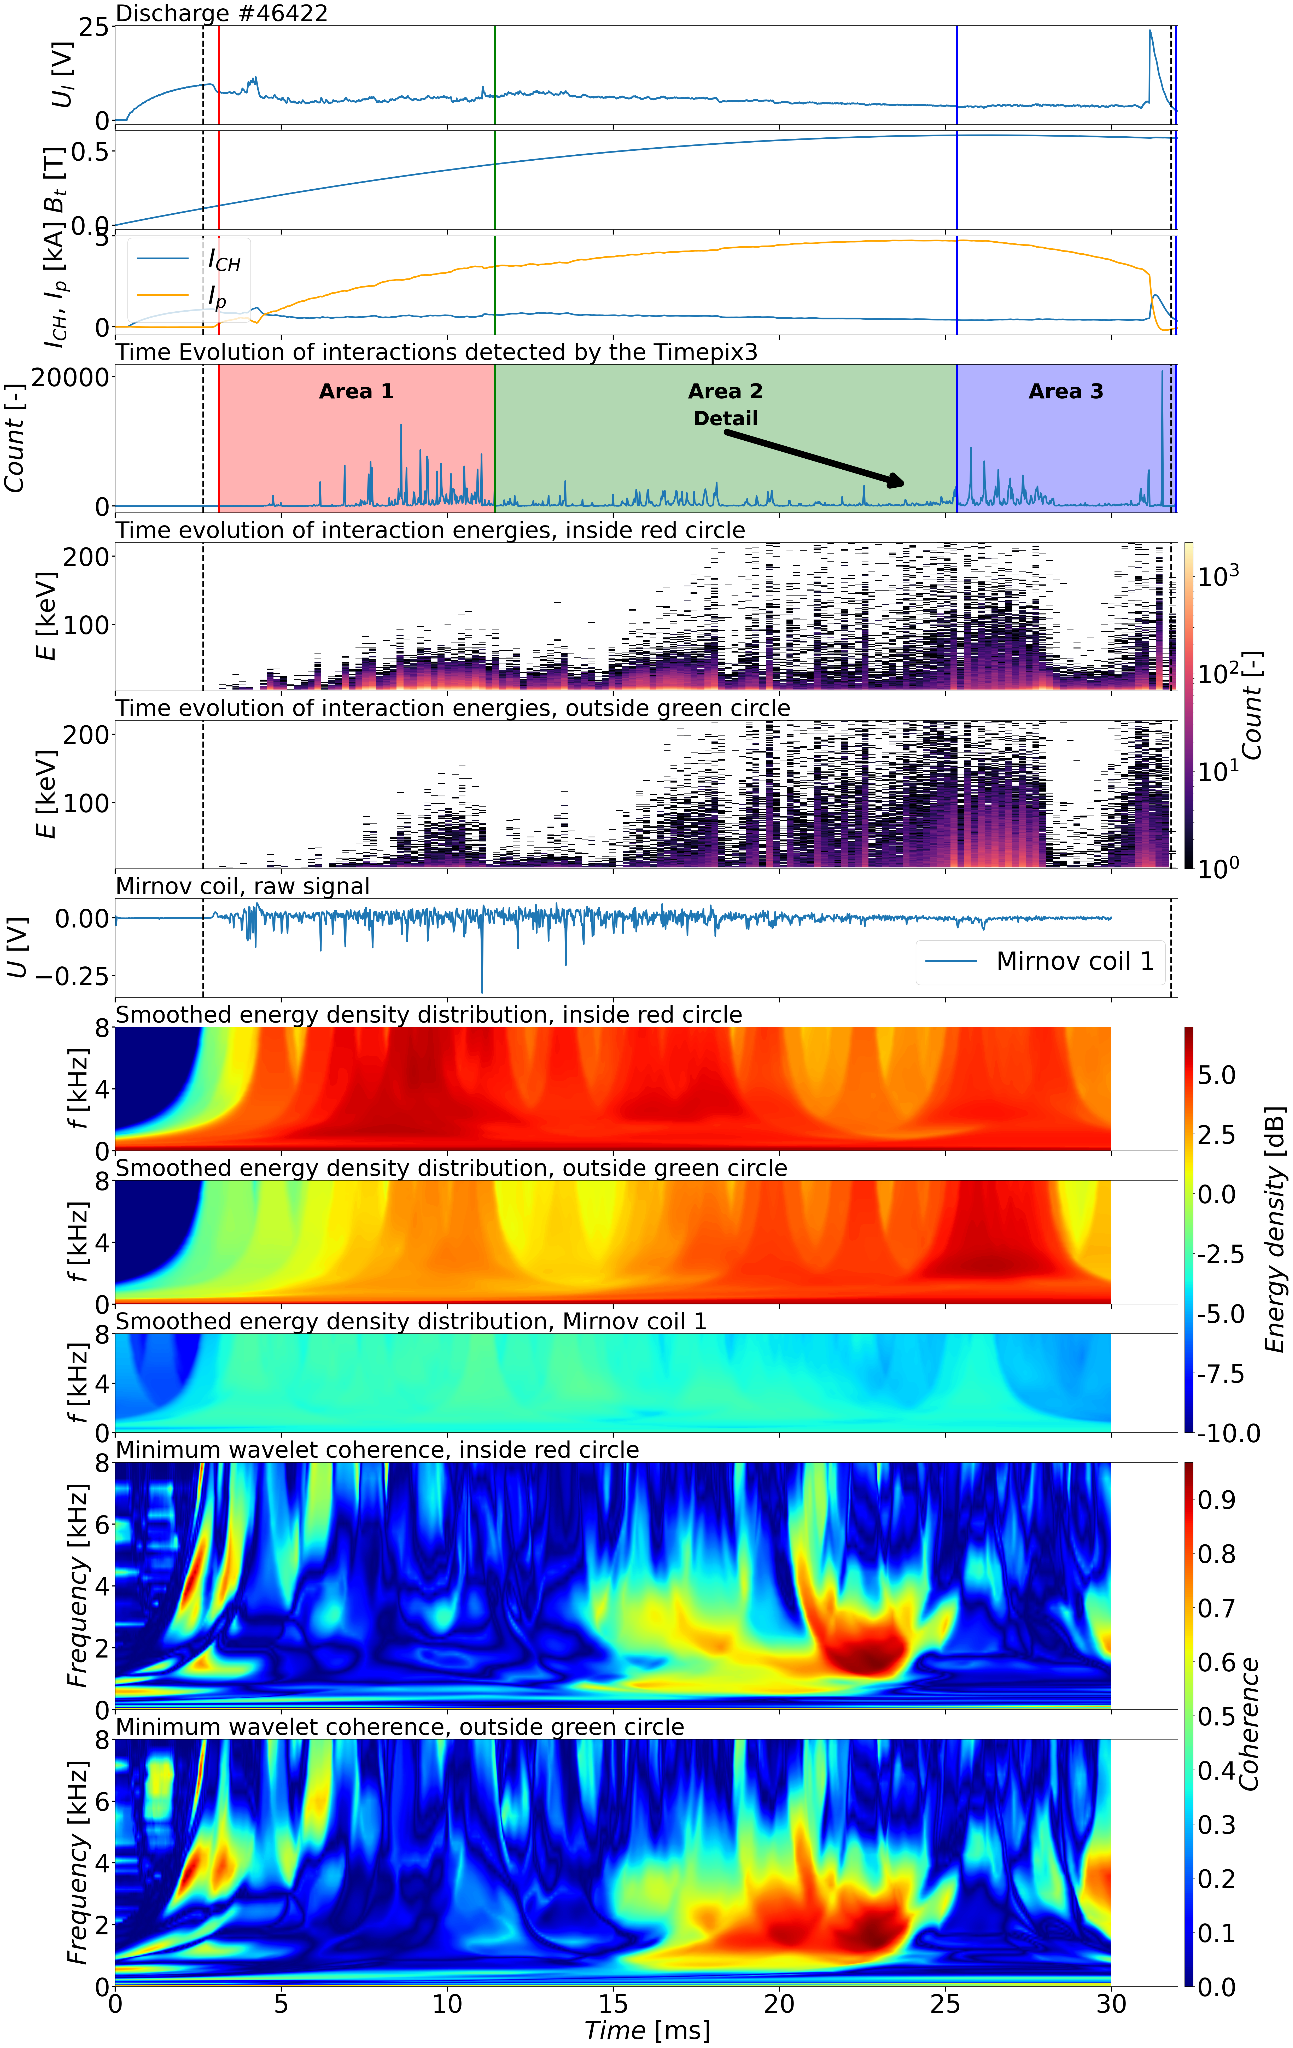 Discharge #46422
25
0
U_l [V]
0.5
0.0
B_t [T]
5
0
I_CH, I_p [kA]
I_CH
I_p
Time Evolution of interactions detected by the Timepix3
20000
0
Count [-]
Area 1
Area 2
Detail
Area 3
Time evolution of interaction energies, inside red circle
200
100
E [keV]
Time evolution of interaction energies, outside green circle
200
100
E [keV]
10^3
10^2
10^1
10^0
Count [-]
Mirnov coil, raw signal
0.00
−0.25
U [V]
Mirnov coil 1
Smoothed energy density distribution, inside red circle
8
4
0
f [kHz]
Smoothed energy density distribution, outside green circle
8
4
0
f [kHz]
Smoothed energy density distribution, Mirnov coil 1
8
4
0
f [kHz]
5.0
2.5
0.0
-2.5
-5.0
-7.5
-10.0
Energy density [dB]
Minimum wavelet coherence, inside red circle
8
6
4
2
0
Frequency [kHz]
Minimum wavelet coherence, outside green circle
8
6
4
2
0
Frequency [kHz]
0.9
0.8
0.7
0.6
0.5
0.4
0.3
0.2
0.1
0.0
Coherence
0 5 10 15 20 25 30
Time [ms]